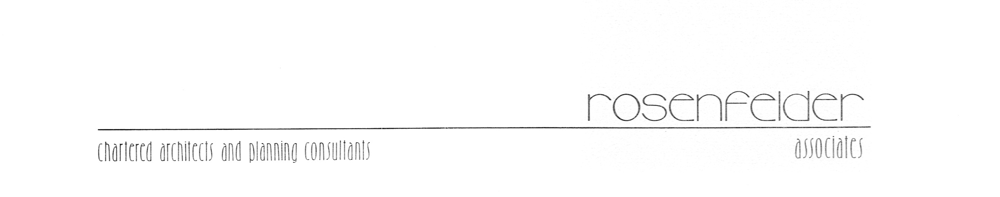 rosenfelder
chartered architects and planning consultants
associates